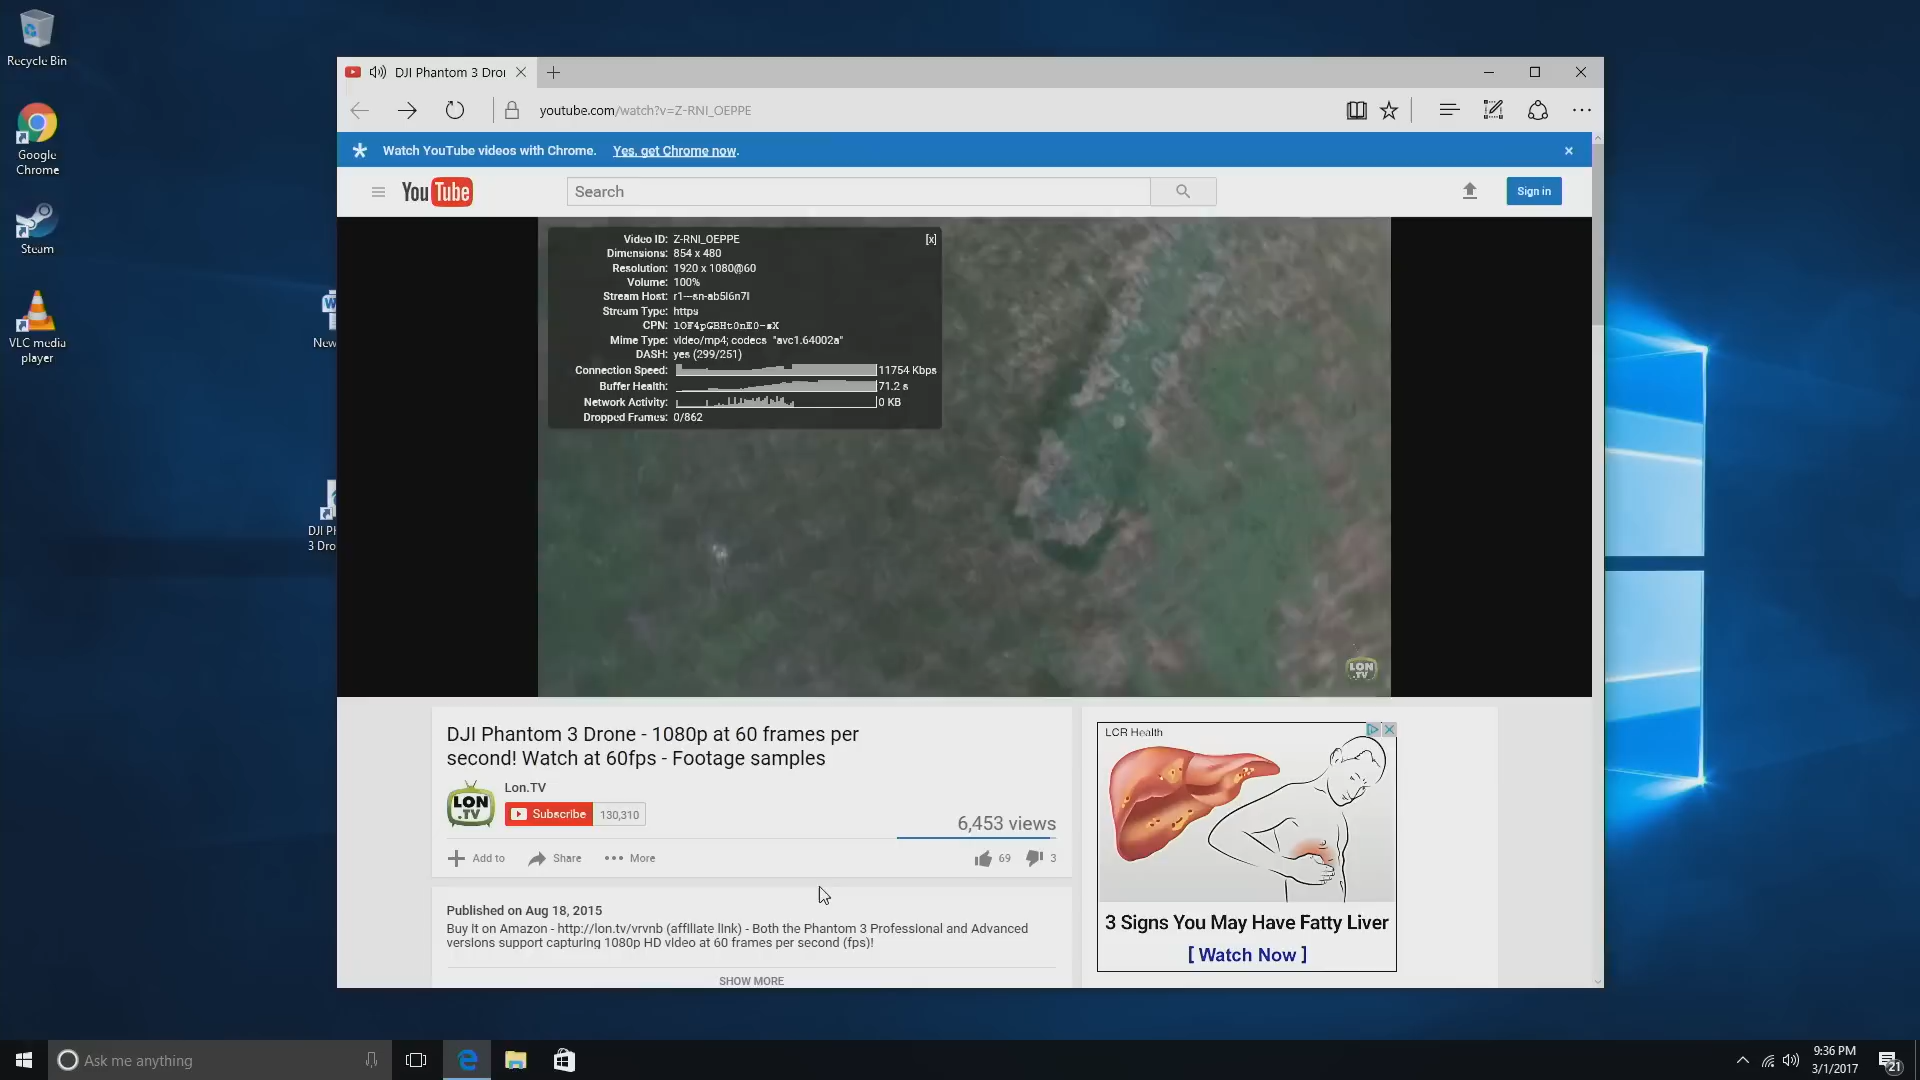 Recycle Bin
Google
Chrome
Steam
VLC media
player
New
DJI Ph
3 Dro
DJI Phantom 3 Dro
youtube.com/watch?v=Z-RNI_OEPPE
Watch YouTube videos with Chrome. Yes, get Chrome now.
YouTube
Search
Sign in
Video ID: Z-RNI_OEPPE [x]
Dimensions: 854 x 480
Resolution: 1920 x 1080@60
Volume: 100%
Stream Host: r1---sn-ab5l6n7l
Stream Type: https
CPN: lOF4pGBHt0nE0-sX
Mime Type: video/mp4; codecs "avc1.64002a"
DASH: yes (299/251)
Connection Speed: 11754 Kbps
Buffer Health: 71.2 s
Network Activity: 0 KB
Dropped Frames: 0/862
LON
.TV
DJI Phantom 3 Drone - 1080p at 60 frames per
second! Watch at 60fps - Footage samples
LON
.TV
Lon.TV
Subscribe 130,310
6,453 views
Add to Share More 69 3
Published on Aug 18, 2015
Buy it on Amazon - http://lon.tv/vrvnb (affiliate link) - Both the Phantom 3 Professional and Advanced
versions support capturing 1080p HD video at 60 frames per second (fps)!
SHOW MORE
LCR Health
3 Signs You May Have Fatty Liver
[ Watch Now ]
Ask me anything
9:36 PM
3/1/2017
21